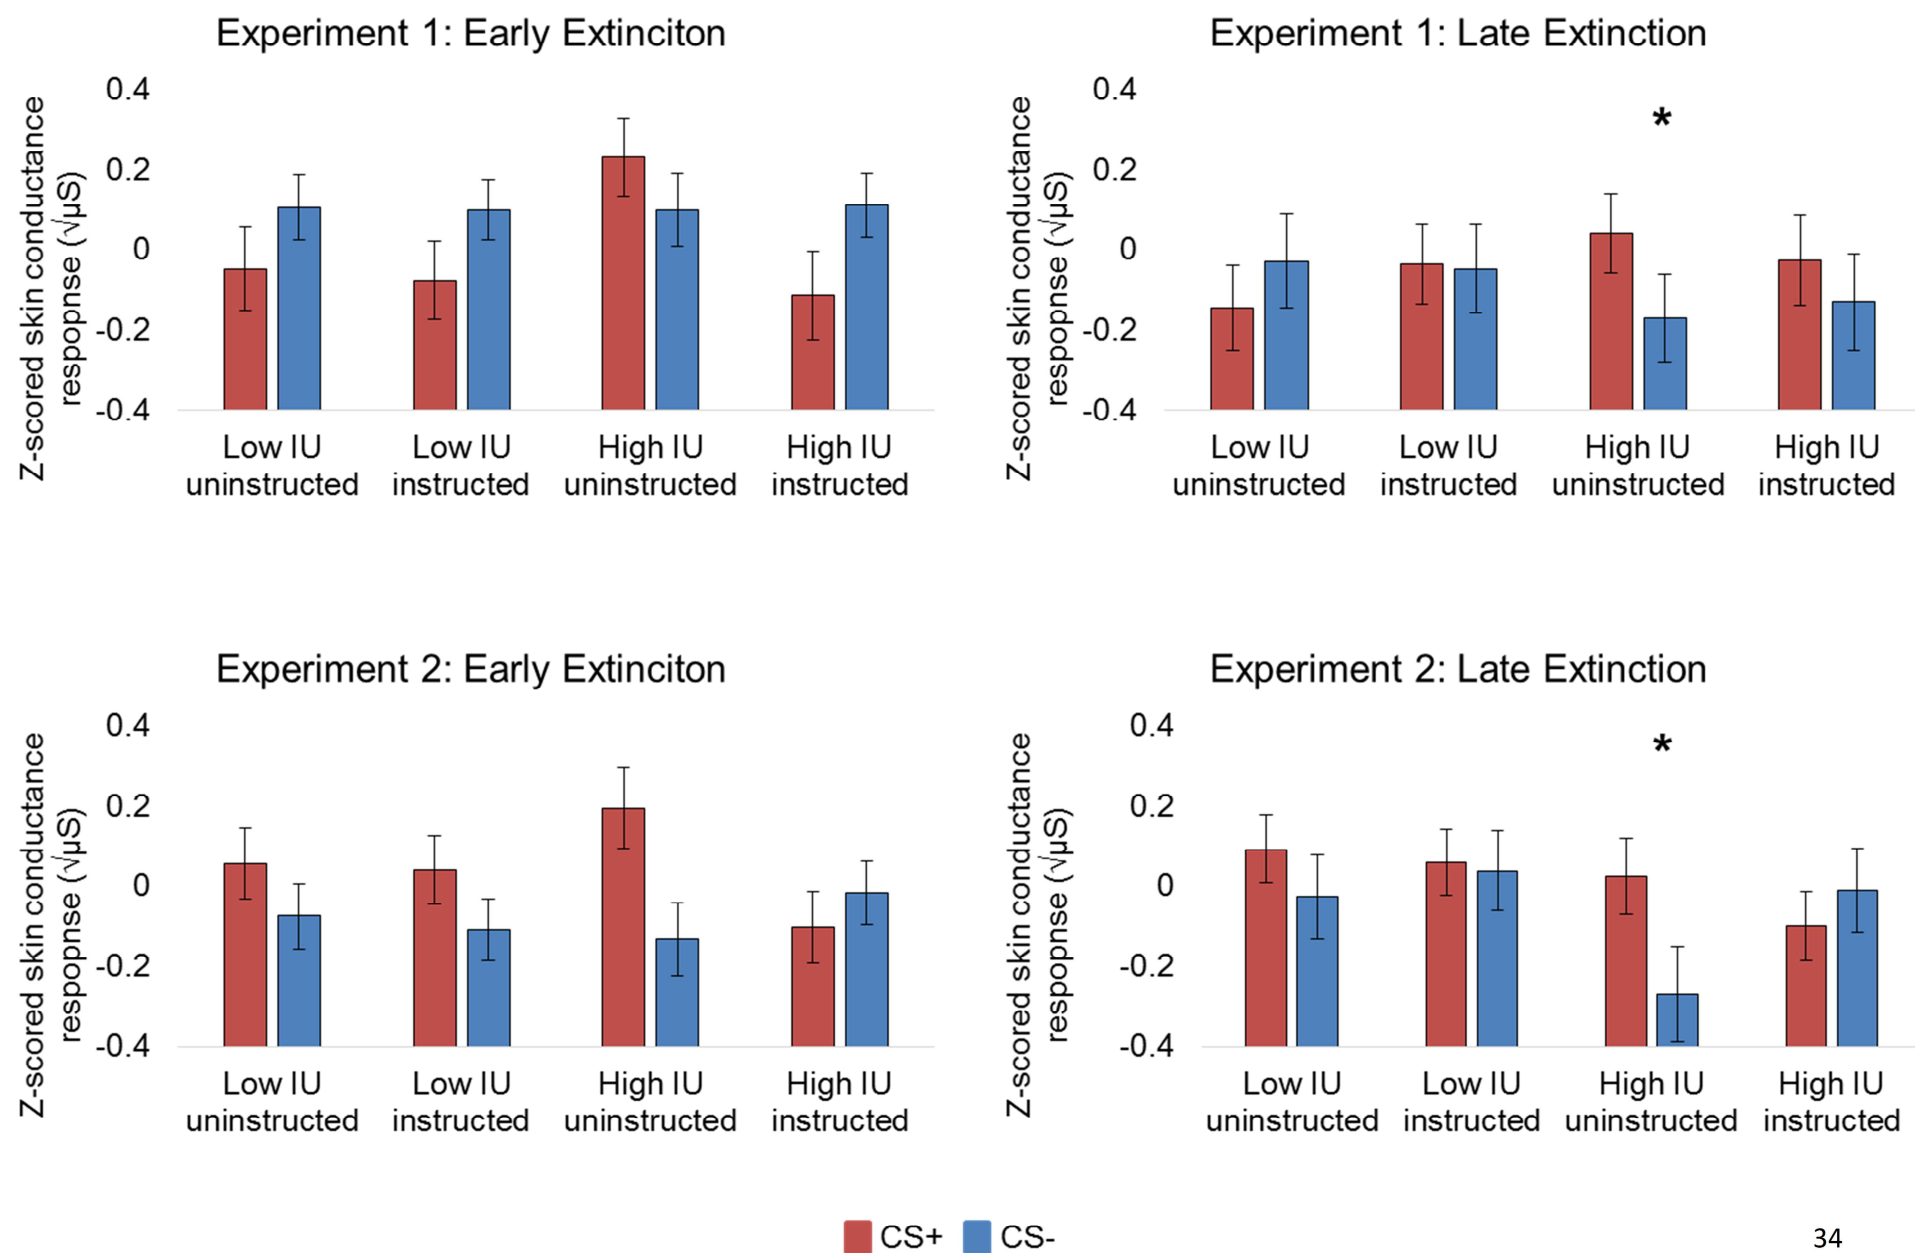 Experiment 1: Early Extinciton
Z-scored skin conductance
respopnse (√µS)
0.4
0.2
0
-0.2
-0.4
Low IU
uninstructed
Low IU
instructed
High IU
uninstructed
High IU
instructed
Experiment 1: Late Extinction
Z-scored skin conductance
respopnse (√µS)
0.4
0.2
0
-0.2
-0.4
*
Low IU
uninstructed
Low IU
instructed
High IU
uninstructed
High IU
instructed
Experiment 2: Early Extinciton
Z-scored skin conductance
respopnse (√µS)
0.4
0.2
0
-0.2
-0.4
Low IU
uninstructed
Low IU
instructed
High IU
uninstructed
High IU
instructed
Experiment 2: Late Extinction
Z-scored skin conductance
respopnse (√µS)
0.4
0.2
0
-0.2
-0.4
*
Low IU
uninstructed
Low IU
instructed
High IU
uninstructed
High IU
instructed
CS+ CS-
34